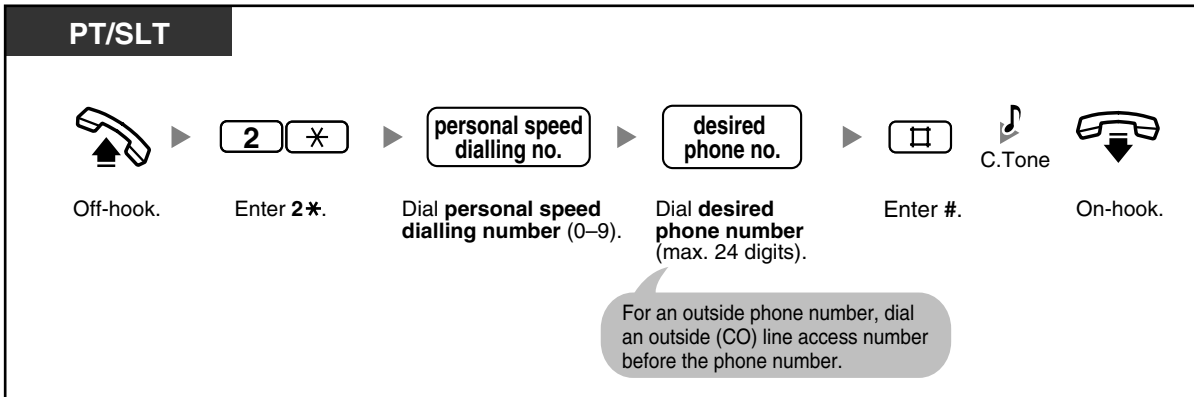 PT/SLT
2 ✳
personal speed
dialling no.
desired
phone no.
#
C.Tone
Off-hook.
Enter 2✳.
Dial personal speed
dialling number (0–9).
Dial desired
phone number
(max. 24 digits).
Enter #.
On-hook.
For an outside phone number, dial
an outside (CO) line access number
before the phone number.